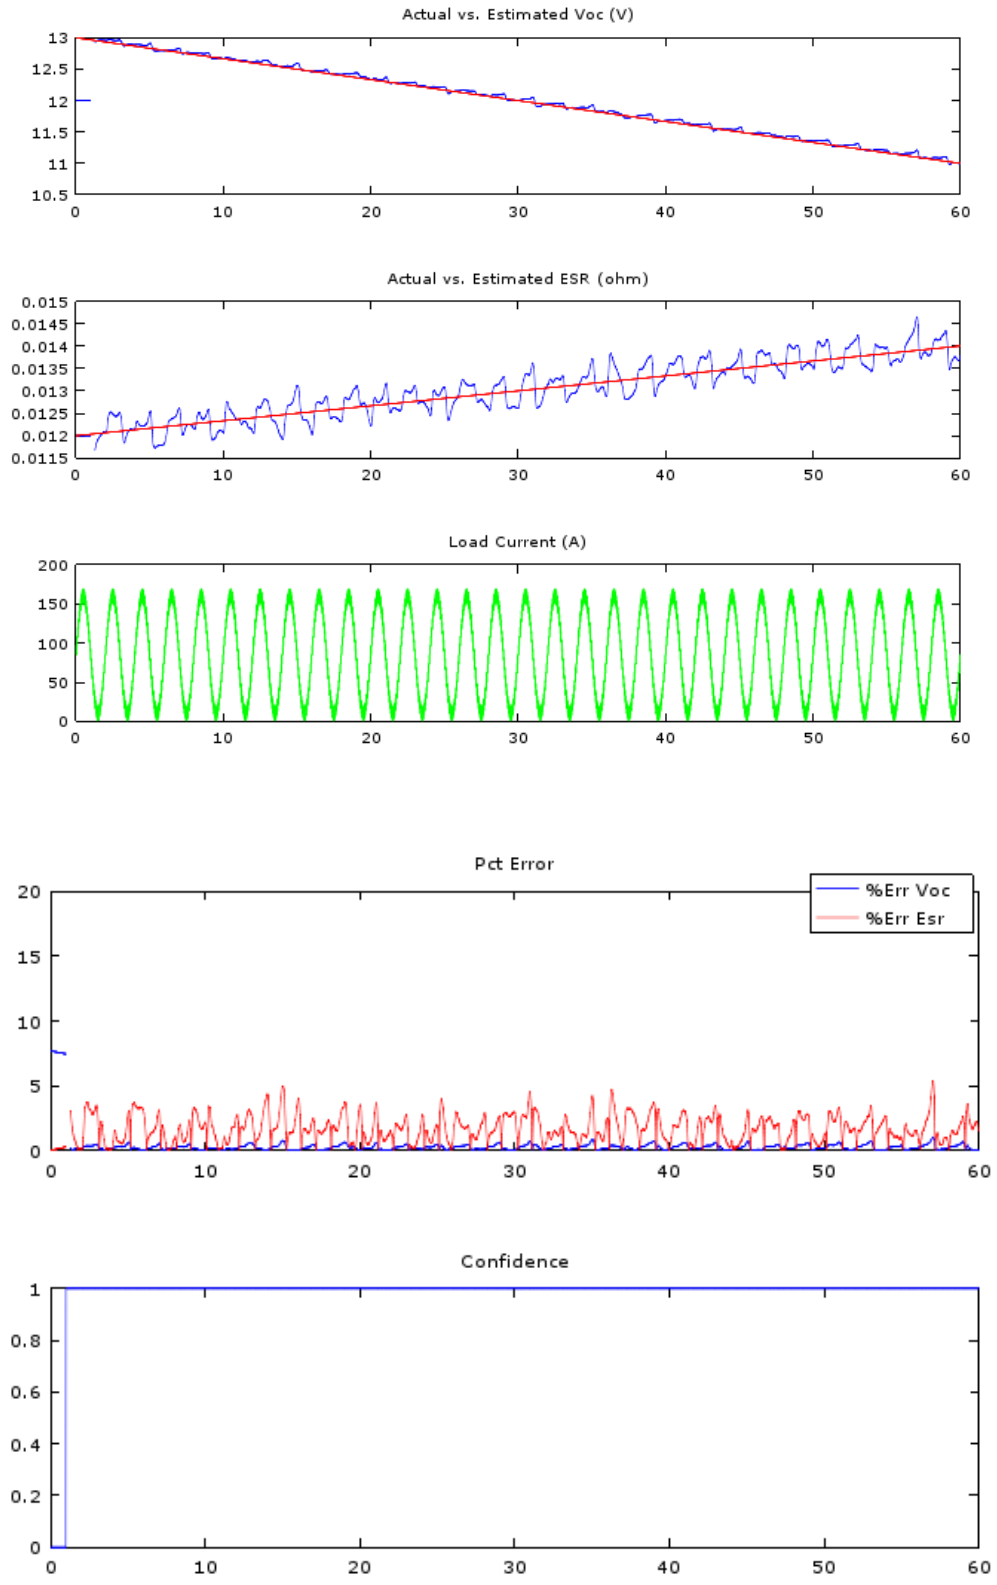 Actual vs. Estimated Voc (V)
13
12.5
12
11.5
11
10.5
0 10 20 30 40 50 60
Actual vs. Estimated ESR (ohm)
0.015
0.0145
0.014
0.0135
0.013
0.0125
0.012
0.0115
0 10 20 30 40 50 60
Load Current (A)
200
150
100
50
0
0 10 20 30 40 50 60
Pct Error
20
%Err Voc
%Err Esr
15
10
5
0
0 10 20 30 40 50 60
Confidence
1
0.8
0.6
0.4
0.2
0
0 10 20 30 40 50 60